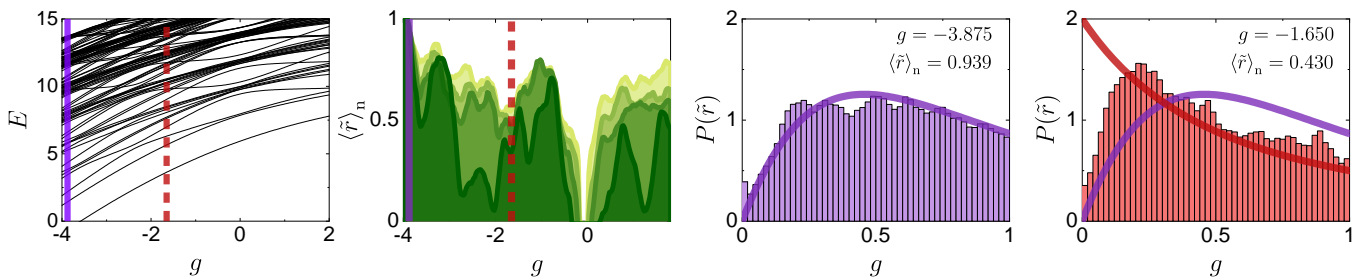 15
10
5
0
E
-4
-2
0
2
g
1
0.5
0
⟨r̃⟩ₙ
-4
-2
0
g
2
1
0
P(r̃)
g = −3.875
⟨r̃⟩ₙ = 0.939
0
0.5
1
g
2
1
0
P(r̃)
g = −1.650
⟨r̃⟩ₙ = 0.430
0
0.5
1
g